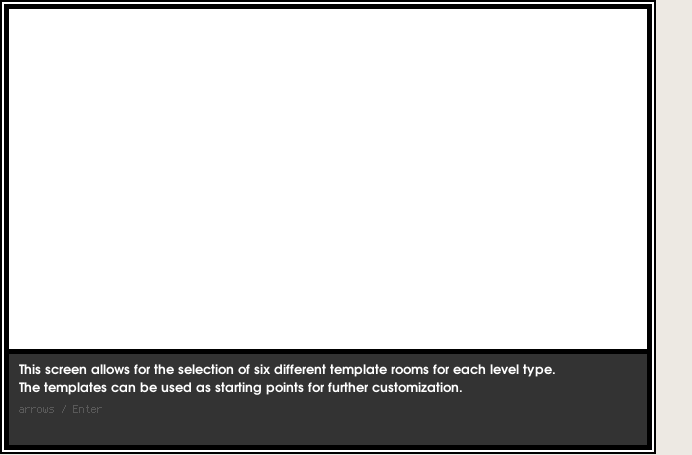 This screen allows for the selection of six different template rooms for each level type.
The templates can be used as starting points for further customization.
arrows / Enter